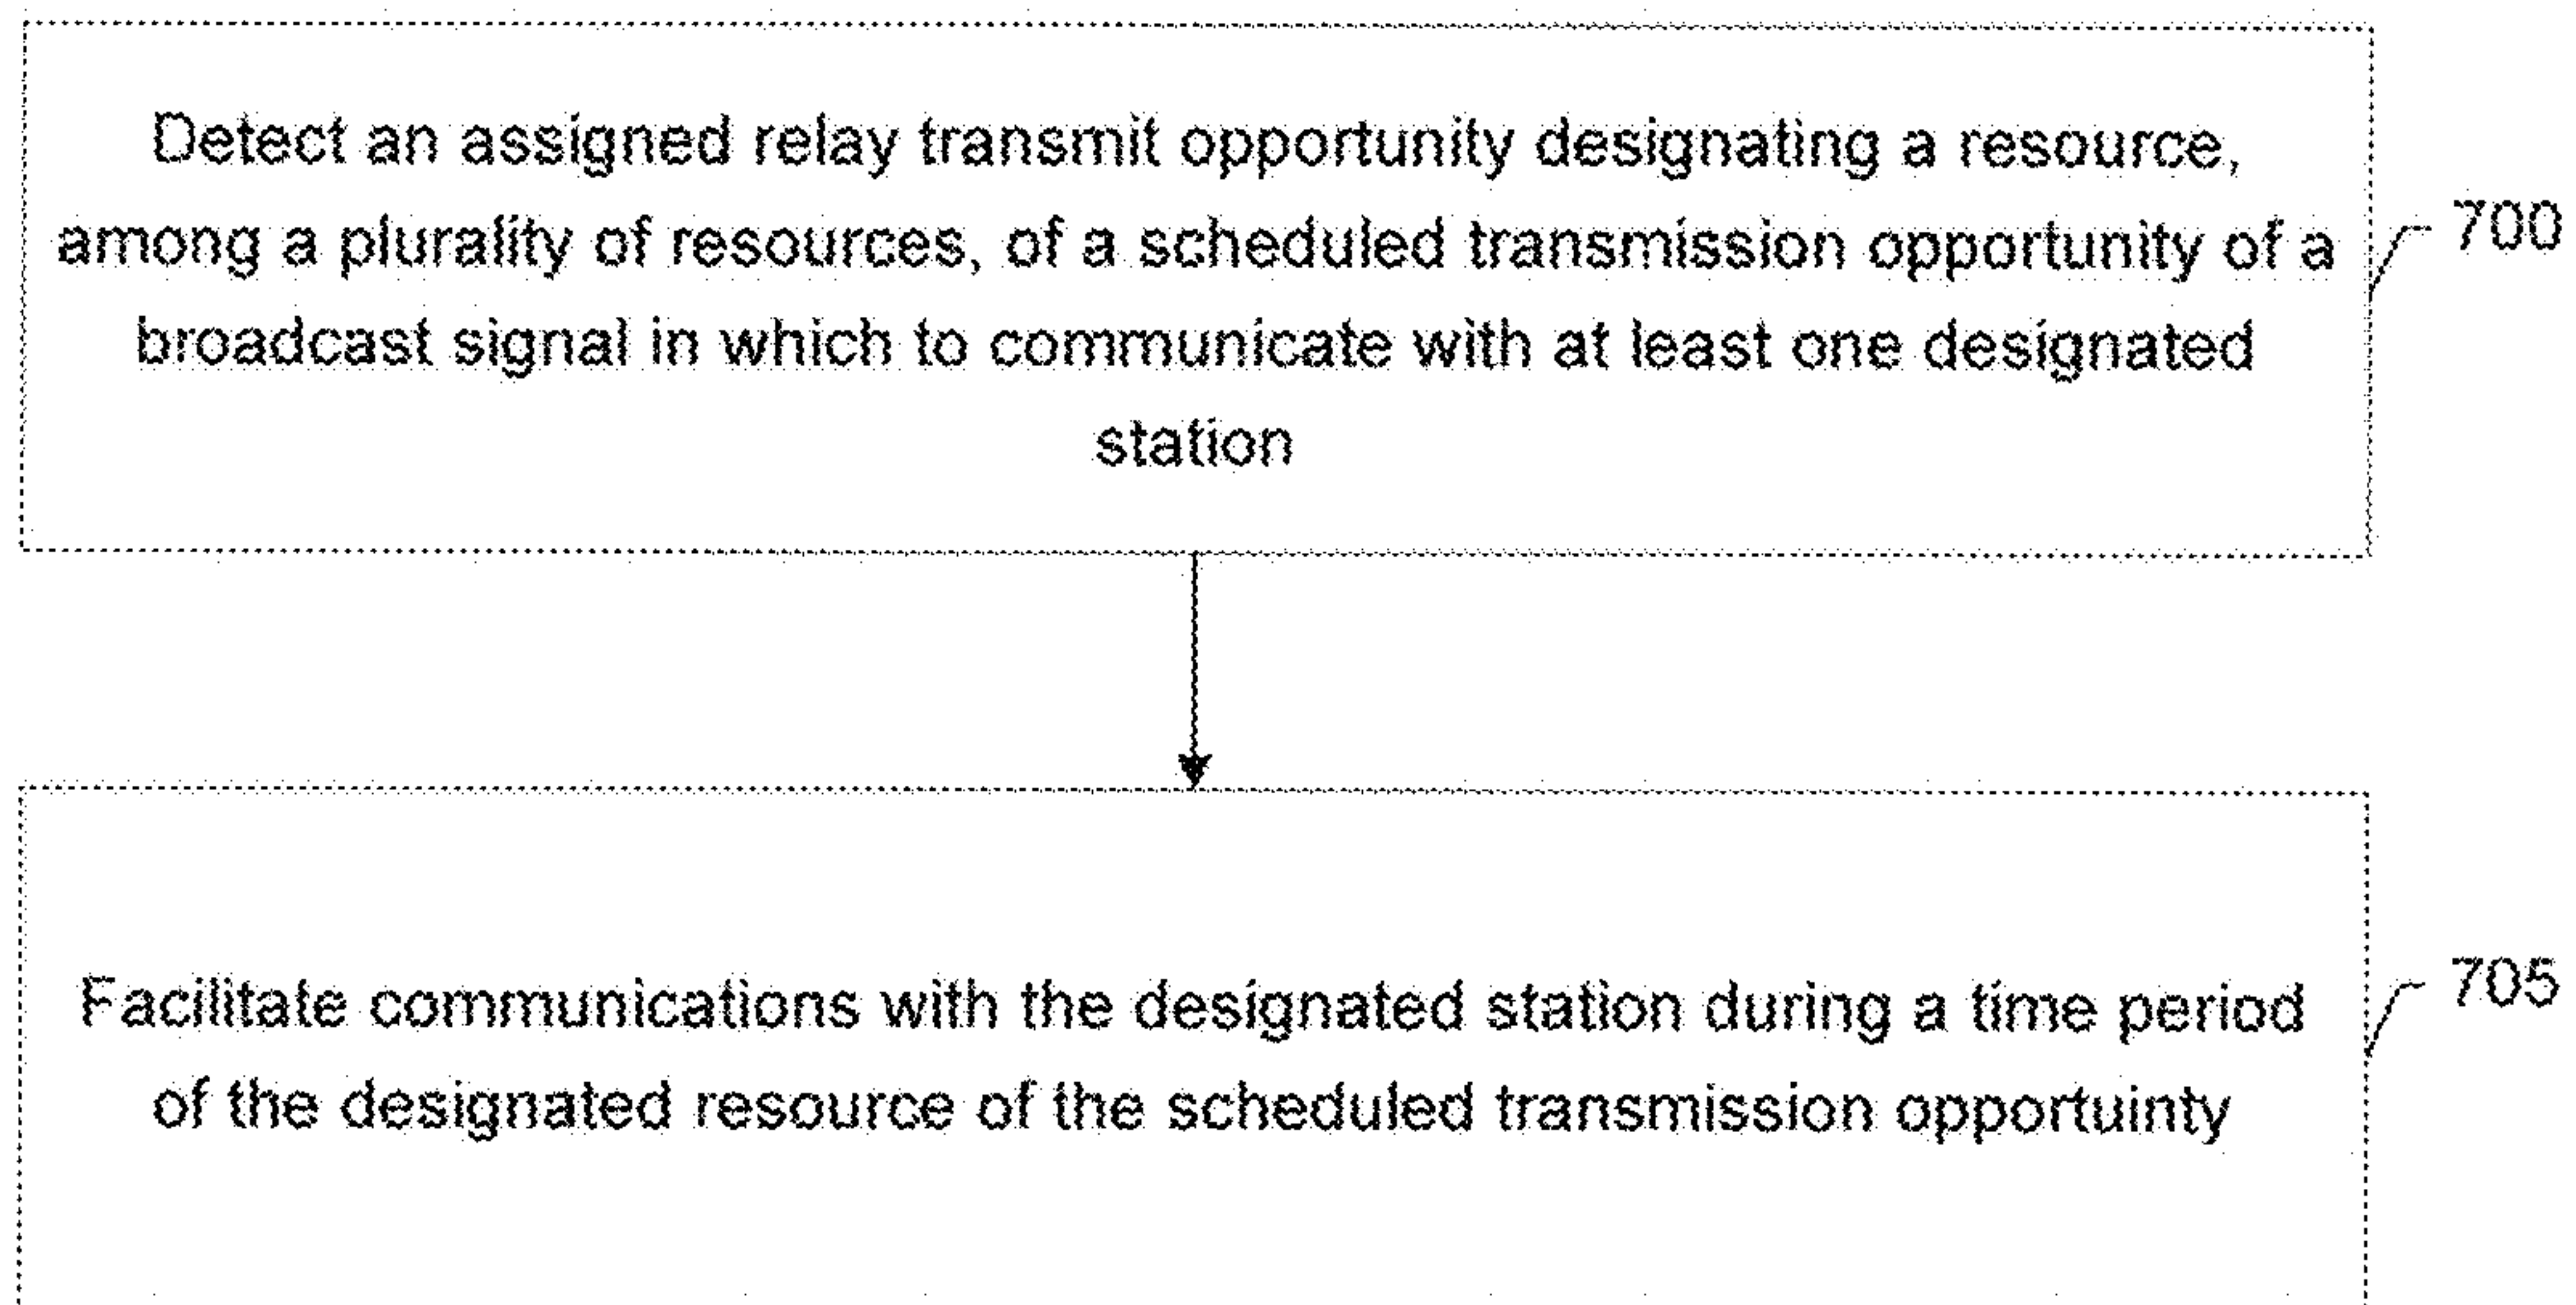 Detect an assigned relay transmit opportunity designating a resource,
among a plurality of resources, of a scheduled transmission opportunity of a
broadcast signal in which to communicate with at least one designated
station
700
Facilitate communications with the designated station during a time period
of the designated resource of the scheduled transmission opportuinty
705